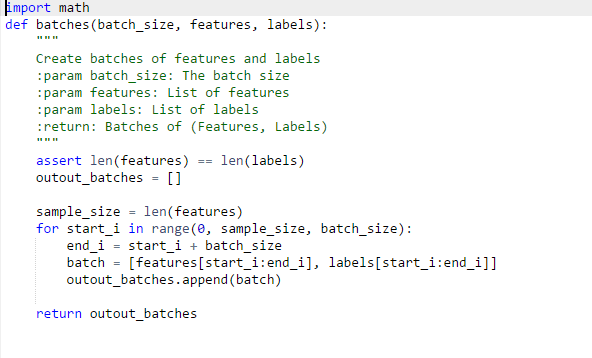 import math
def batches(batch_size, features, labels):
    """
    Create batches of features and labels
    :param batch_size: The batch size
    :param features: List of features
    :param labels: List of labels
    :return: Batches of (Features, Labels)
    """
    assert len(features) == len(labels)
    outout_batches = []

    sample_size = len(features)
    for start_i in range(0, sample_size, batch_size):
        end_i = start_i + batch_size
        batch = [features[start_i:end_i], labels[start_i:end_i]]
        outout_batches.append(batch)

    return outout_batches